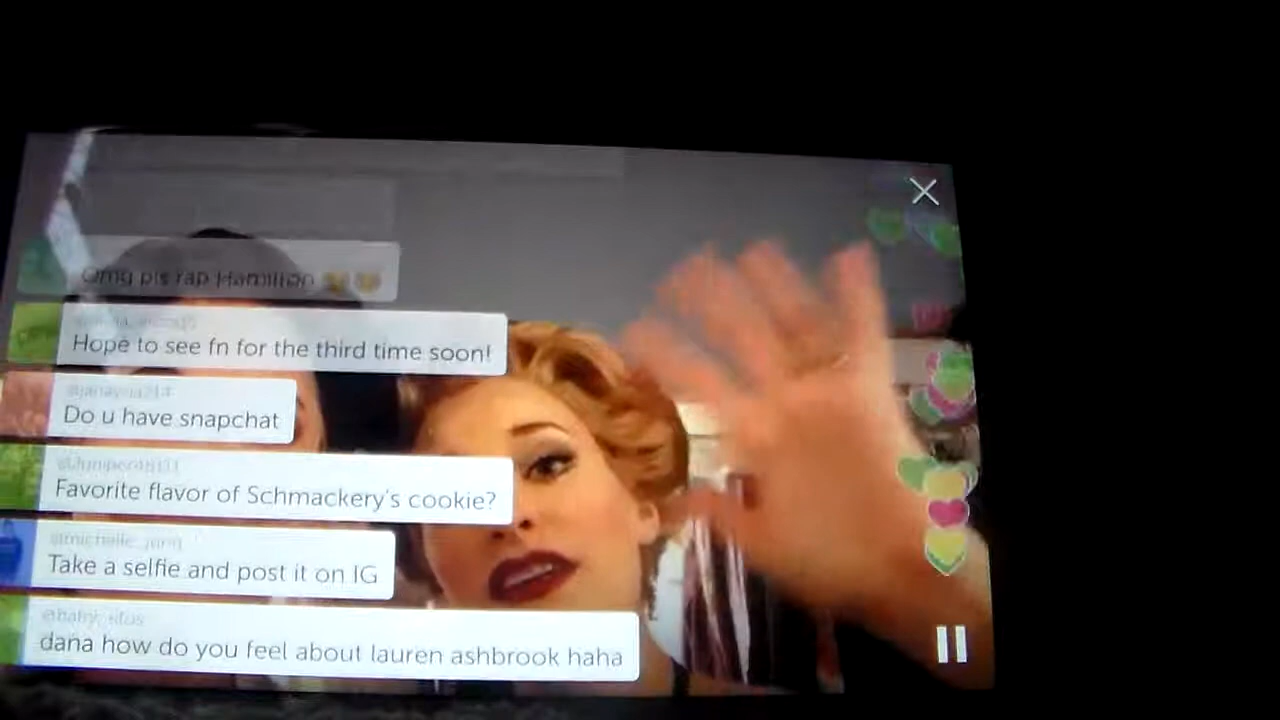 Omg pls rap Hamilton
Hope to see fn for the third time soon!
Do u have snapchat
Favorite flavor of Schmackery's cookie?
Take a selfie and post it on IG
dana how do you feel about lauren ashbrook haha